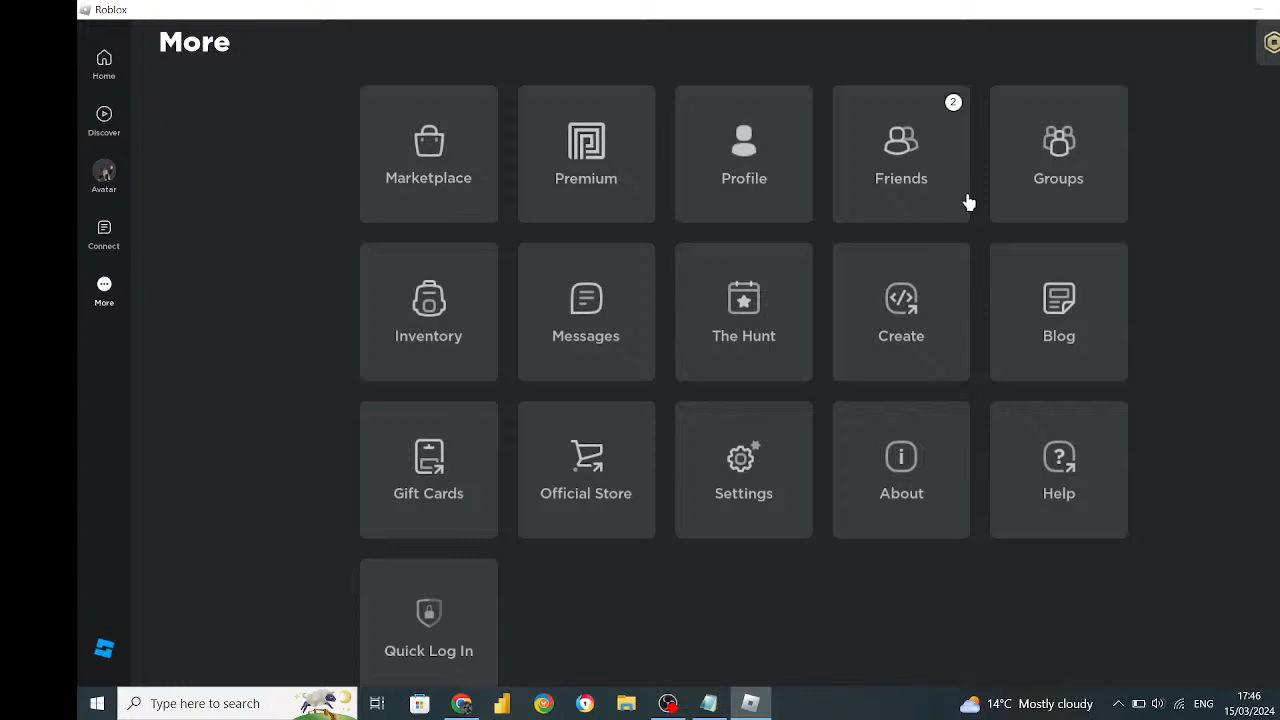 Roblox
More
Home
Discover
Avatar
Connect
More
Marketplace
Premium
Profile
2
Friends
Groups
Inventory
Messages
The Hunt
Create
Blog
Gift Cards
Official Store
Settings
About
Help
Quick Log In
Type here to search
14°C Mostly cloudy
ENG
17:46
15/03/2024